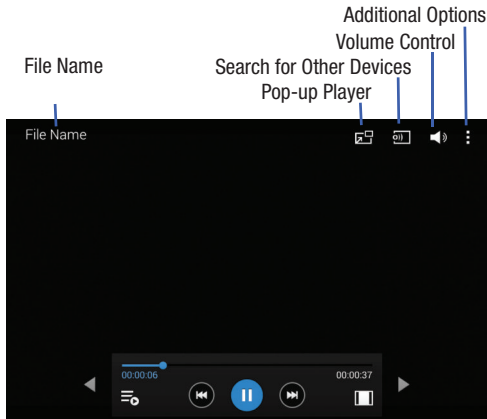 Additional Options
Volume Control
File Name
Search for Other Devices
Pop-up Player
File Name
00:00:06
00:00:37